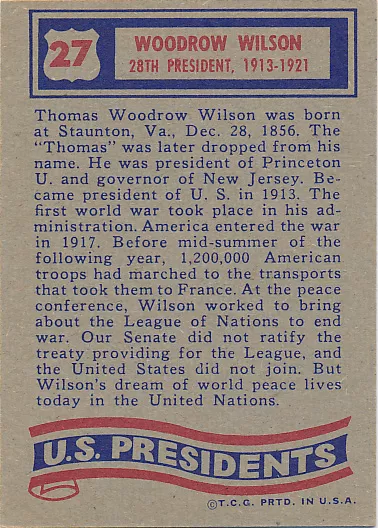 27
WOODROW WILSON
28TH PRESIDENT, 1913-1921
Thomas Woodrow Wilson was born
at Staunton, Va., Dec. 28, 1856. The
"Thomas" was later dropped from his
name. He was president of Princeton
U. and governor of New Jersey. Be-
came president of U. S. in 1913. The
first world war took place in his ad-
ministration. America entered the war
in 1917. Before mid-summer of the
following year, 1,200,000 American
troops had marched to the transports
that took them to France. At the peace
conference, Wilson worked to bring
about the League of Nations to end
war. Our Senate did not ratify the
treaty providing for the League, and
the United States did not join. But
Wilson's dream of world peace lives
today in the United Nations.
U.S. PRESIDENTS
©T.C.G. PRTD. IN U.S.A.